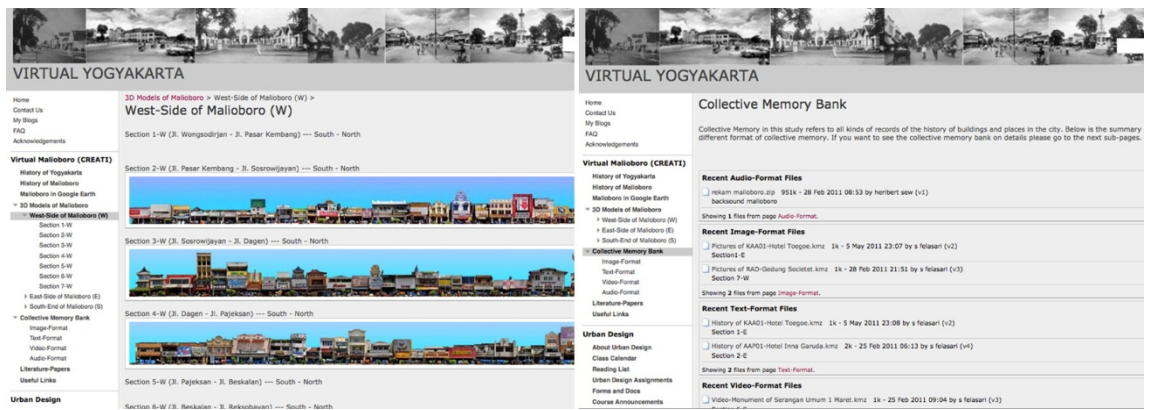 VIRTUAL YOGYAKARTA
Home
Contact Us
My Blogs
FAQ
Acknowledgements
Virtual Malioboro (CREATI)
History of Yogyakarta
History of Malioboro
Malioboro in Google Earth
3D Models of Malioboro
West-Side of Malioboro (W)
Section 1-W
Section 2-W
Section 3-W
Section 4-W
Section 5-W
Section 6-W
Section 7-W
East-Side of Malioboro (E)
South-End of Malioboro (S)
Collective Memory Bank
Image-Format
Text-Format
Video-Format
Audio-Format
Literature-Papers
Useful Links
Urban Design
3D Models of Malioboro > West-Side of Malioboro (W) >
West-Side of Malioboro (W)
Section 1-W (Jl. Wongsodirjan - Jl. Pasar Kembang) --- South - North
Section 2-W (Jl. Pasar Kembang - Jl. Sosrowijayan) --- South - North
Section 3-W (Jl. Sosrowijayan - Jl. Dagen) --- South - North
Section 4-W (Jl. Dagen - Jl. Pajeksan) --- South - North
Section 5-W (Jl. Pajeksan - Jl. Beskalan) --- South - North
Section 6-W (Jl. Beskalan - Jl. Reksobayan) --- South - North
VIRTUAL YOGYAKARTA
Home
Contact Us
My Blogs
FAQ
Acknowledgements
Virtual Malioboro (CREATI)
History of Yogyakarta
History of Malioboro
Malioboro in Google Earth
3D Models of Malioboro
West-Side of Malioboro (W)
East-Side of Malioboro (E)
South-End of Malioboro (S)
Collective Memory Bank
Image-Format
Text-Format
Video-Format
Audio-Format
Literature-Papers
Useful Links
Urban Design
About Urban Design
Class Calendar
Reading List
Urban Design Assignments
Forms and Docs
Course Announcements
Collective Memory Bank
Collective Memory in this study refers to all kinds of records of the history of buildings and places in the city. Below is the summary
different format of collective memory. If you want to see the collective memory bank on details please go to the next sub-pages.
Recent Audio-Format Files
rekam malioboro.zip 951k - 28 Feb 2011 08:53 by heribert sew (v1)
backsound malioboro
Showing 1 files from page Audio-Format.
Recent Image-Format Files
Pictures of KAA01-Hotel Toegoe.kmz 1k - 5 May 2011 23:07 by s felasari (v2)
Section1-E
Pictures of RAD-Gedung Societet.kmz 1k - 28 Feb 2011 21:51 by s felasari (v3)
Section 7-W
Showing 2 files from page Image-Format.
Recent Text-Format Files
History of KAA01-Hotel Toegoe.kmz 1k - 5 May 2011 23:08 by s felasari (v2)
Section 1-E
History of AAP01-Hotel Inna Garuda.kmz 2k - 25 Feb 2011 06:13 by s felasari (v4)
Section 2-E
Showing 2 files from page Text-Format.
Recent Video-Format Files
Video-Monument of Serangan Umum 1 Maret.kmz 1k - 25 Feb 2011 09:04 by s felasari (v3)